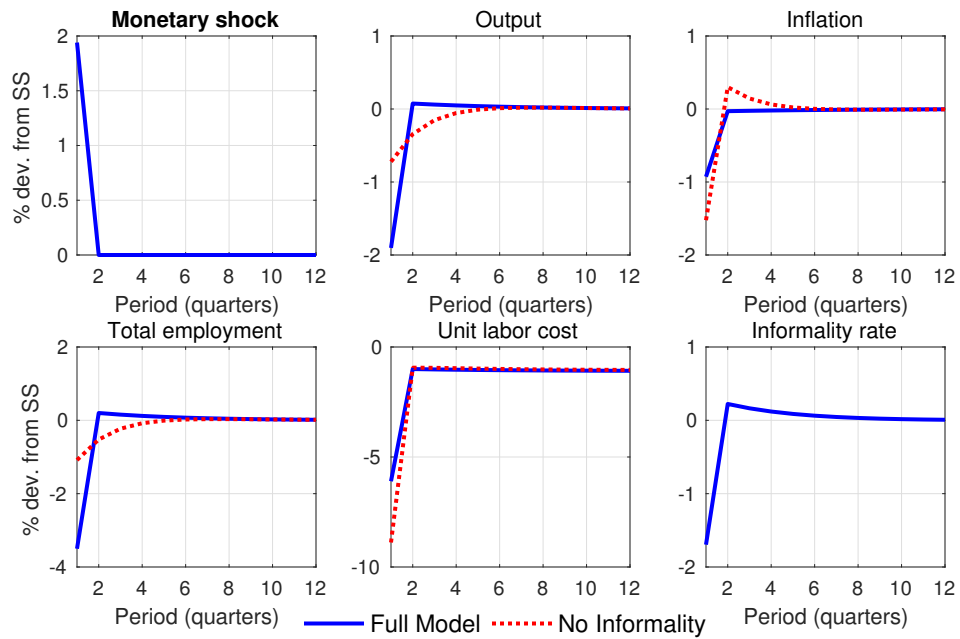 Monetary shock
Output
Inflation
% dev. from SS
2
1.5
1
0.5
0
2 4 6 8 10 12
Period (quarters)
1
0
-1
-2
2 4 6 8 10 12
Period (quarters)
1
0
-1
-2
2 4 6 8 10 12
Period (quarters)
Total employment
Unit labor cost
Informality rate
% dev. from SS
2
0
-2
-4
2 4 6 8 10 12
Period (quarters)
0
-5
-10
2 4 6 8 10 12
Period (quarters)
1
0
-1
-2
2 4 6 8 10 12
Period (quarters)
Full Model
No Informality